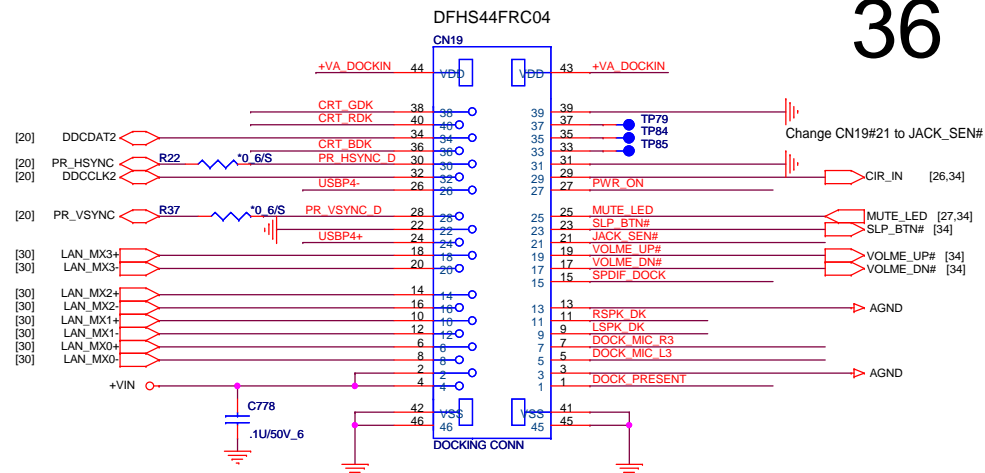 DFHS44FRC04
36
CN19
+VA_DOCKIN 44 VDD VDD 43 +VA_DOCKIN
CRT_GDK 38 38 39 39
CRT_RDK 40 40 37 37 TP79
[20] DDCDAT2 34 34 35 35 TP84
CRT_BDK 36 36 33 33 TP85
Change CN19#21 to JACK_SEN#
[20] PR_HSYNC R22 *0_6/S PR_HSYNC_D 30 30 31 31
[20] DDCCLK2 32 32 29 29 CIR_IN [26,34]
USBP4- 26 26 27 27 PWR_ON
[20] PR_VSYNC R37 *0_6/S PR_VSYNC_D 28 28 25 25 MUTE_LED MUTE_LED [27,34]
22 22 23 23 SLP_BTN# SLP_BTN# [34]
USBP4+ 24 24 21 21 JACK_SEN#
[30] LAN_MX3+ 18 18 19 19 VOLME_UP# VOLME_UP# [34]
[30] LAN_MX3- 20 20 17 17 VOLME_DN# VOLME_DN# [34]
15 15 SPDIF_DOCK
[30] LAN_MX2+ 14 14 13 13 AGND
[30] LAN_MX2- 16 16 11 11 RSPK_DK
[30] LAN_MX1+ 10 10 9 9 LSPK_DK
[30] LAN_MX1- 12 12
[30] LAN_MX0+ 6 6 7 7 DOCK_MIC_R3
[30] LAN_MX0- 8 8 5 5 DOCK_MIC_L3
2 2 3 3 AGND
+VIN 4 4 1 1 DOCK_PRESENT
C778
.1U/50V_6
42 VSS VSS 41
46 46 45 45
DOCKING CONN